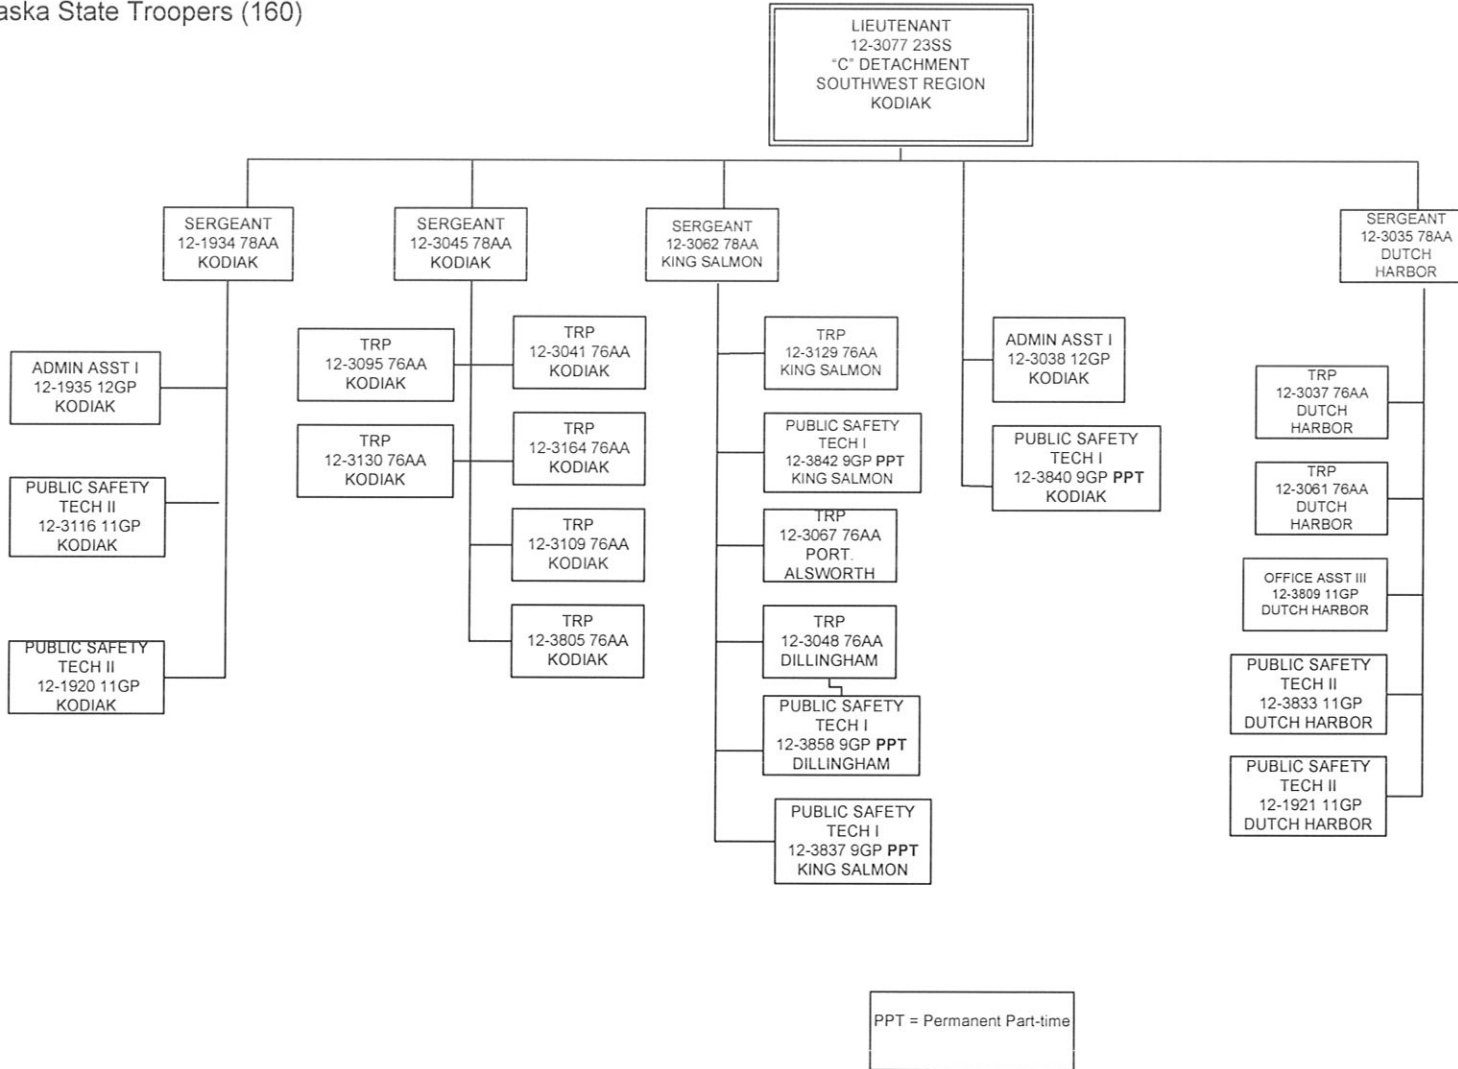 aska State Troopers (160)
LIEUTENANT
12-3077 23SS
"C" DETACHMENT
SOUTHWEST REGION
KODIAK
SERGEANT
12-1934 78AA
KODIAK
SERGEANT
12-3045 78AA
KODIAK
SERGEANT
12-3062 78AA
KING SALMON
SERGEANT
12-3035 78AA
DUTCH
HARBOR
ADMIN ASST I
12-1935 12GP
KODIAK
PUBLIC SAFETY
TECH II
12-3116 11GP
KODIAK
PUBLIC SAFETY
TECH II
12-1920 11GP
KODIAK
TRP
12-3095 76AA
KODIAK
TRP
12-3130 76AA
KODIAK
TRP
12-3041 76AA
KODIAK
TRP
12-3164 76AA
KODIAK
TRP
12-3109 76AA
KODIAK
TRP
12-3805 76AA
KODIAK
TRP
12-3129 76AA
KING SALMON
PUBLIC SAFETY
TECH I
12-3842 9GP PPT
KING SALMON
TRP
12-3067 76AA
PORT.
ALSWORTH
TRP
12-3048 76AA
DILLINGHAM
PUBLIC SAFETY
TECH I
12-3858 9GP PPT
DILLINGHAM
PUBLIC SAFETY
TECH I
12-3837 9GP PPT
KING SALMON
ADMIN ASST I
12-3038 12GP
KODIAK
PUBLIC SAFETY
TECH I
12-3840 9GP PPT
KODIAK
TRP
12-3037 76AA
DUTCH
HARBOR
TRP
12-3061 76AA
DUTCH
HARBOR
OFFICE ASST III
12-3809 11GP
DUTCH HARBOR
PUBLIC SAFETY
TECH II
12-3833 11GP
DUTCH HARBOR
PUBLIC SAFETY
TECH II
12-1921 11GP
DUTCH HARBOR
PPT = Permanent Part-time